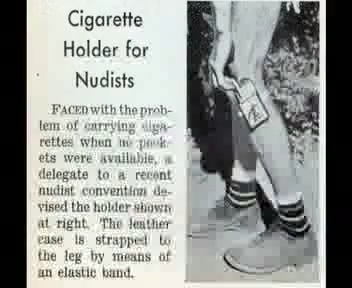 Cigarette
Holder for
Nudists
FACED with the prob-
lem of carrying ciga-
rettes when no pock-
ets were available, a
delegate to a recent
nudist convention de-
vised the holder shown
at right. The leather
case is strapped to
the leg by means of
an elastic band.